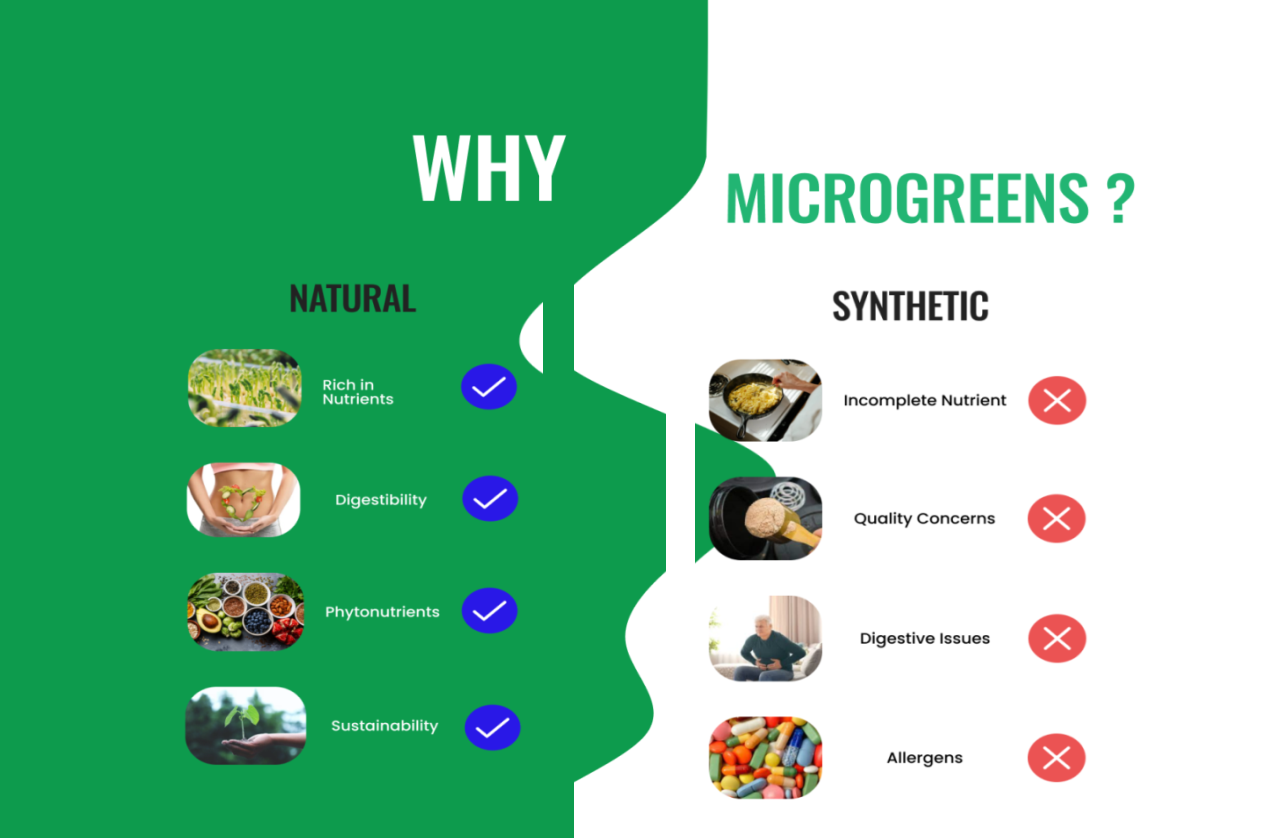 WHY
MICROGREENS ?
NATURAL
Rich in
Nutrients
Digestibility
Phytonutrients
Sustainability
SYNTHETIC
Incomplete Nutrient
Quality Concerns
Digestive Issues
Allergens